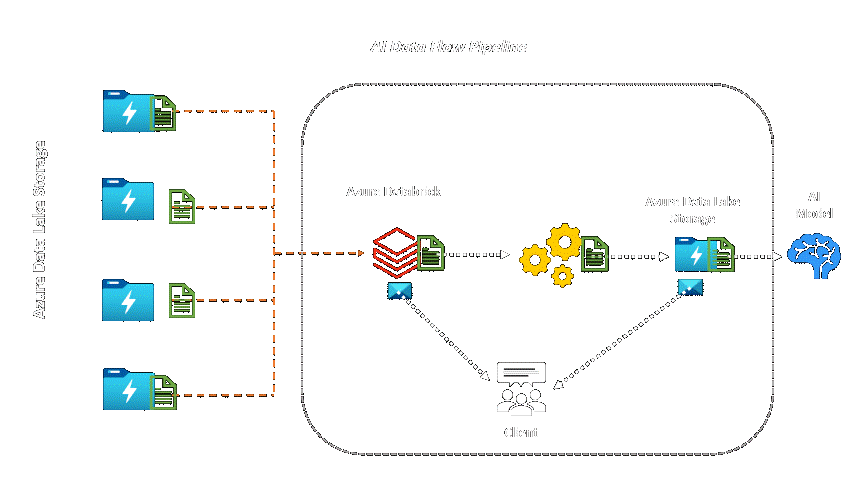 AI Data Flow Pipeline
Azure Data Lake Storage
Azure Databrick
Azure Data Lake
Storage
AI
Model
Client